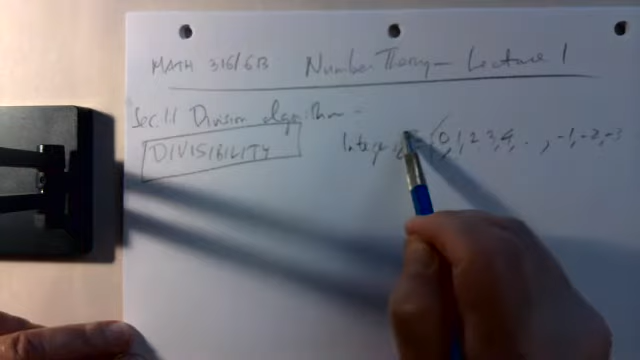 MATH 316/613 Number Theory - Lecture 1
Sec. 1.1 Division algorithm -
DIVISIBILITY
0, 1, 2, 3, 4, . . , -1, -2, -3